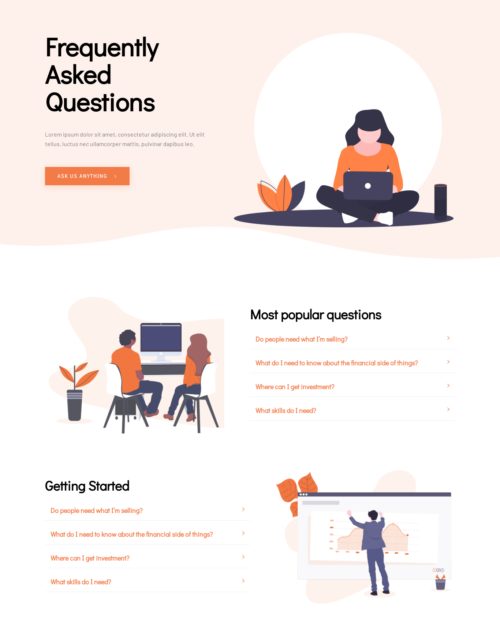 Frequently
Asked
Questions
Lorem ipsum dolor sit amet, consectetur adipiscing elit. Ut elit
tellus, luctus nec ullamcorper mattis, pulvinar dapibus leo.
ASK US ANYTHING
Most popular questions
Do people need what I'm selling?
What do I need to know about the financial side of things?
Where can I get investment?
What skills do I need?
Getting Started
Do people need what I'm selling?
What do I need to know about the financial side of things?
Where can I get investment?
What skills do I need?